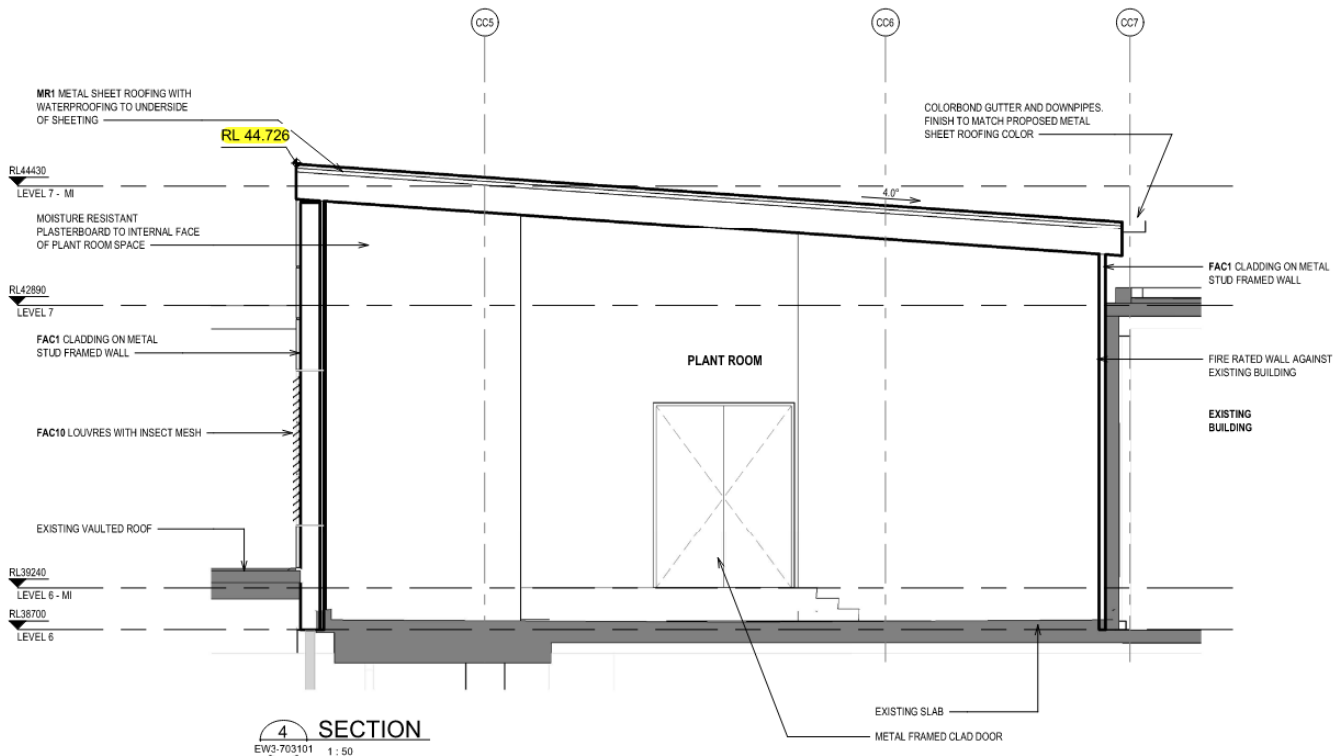 CC5
CC6
CC7
MR1 METAL SHEET ROOFING WITH
WATERPROOFING TO UNDERSIDE
OF SHEETING
RL 44.726
COLORBOND GUTTER AND DOWNPIPES.
FINISH TO MATCH PROPOSED METAL
SHEET ROOFING COLOR
RL44430
LEVEL 7 - MI
4.0°
MOISTURE RESISTANT
PLASTERBOARD TO INTERNAL FACE
OF PLANT ROOM SPACE
FAC1 CLADDING ON METAL
STUD FRAMED WALL
RL42890
LEVEL 7
FAC1 CLADDING ON METAL
STUD FRAMED WALL
PLANT ROOM
FIRE RATED WALL AGAINST
EXISTING BUILDING
EXISTING
BUILDING
FAC10 LOUVRES WITH INSECT MESH
EXISTING VAULTED ROOF
RL39240
LEVEL 6 - MI
RL38700
LEVEL 6
EXISTING SLAB
METAL FRAMED CLAD DOOR
4 SECTION
EW3-703101
1 : 50